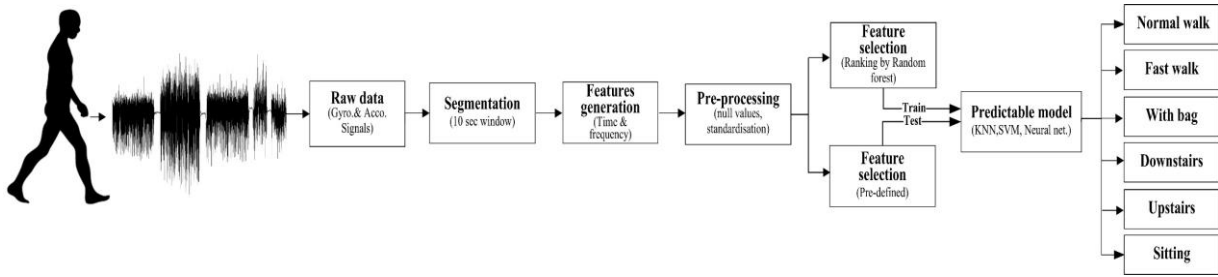 Raw data
(Gyro.& Acco.
Signals)
Segmentation
(10 sec window)
Features
generation
(Time &
frequency)
Pre-processing
(null values,
standardisation)
Feature
selection
(Ranking by Random
forest)
Train
Test
Feature
selection
(Pre-defined)
Predictable model
(KNN,SVM, Neural net.)
Normal walk
Fast walk
With bag
Downstairs
Upstairs
Sitting